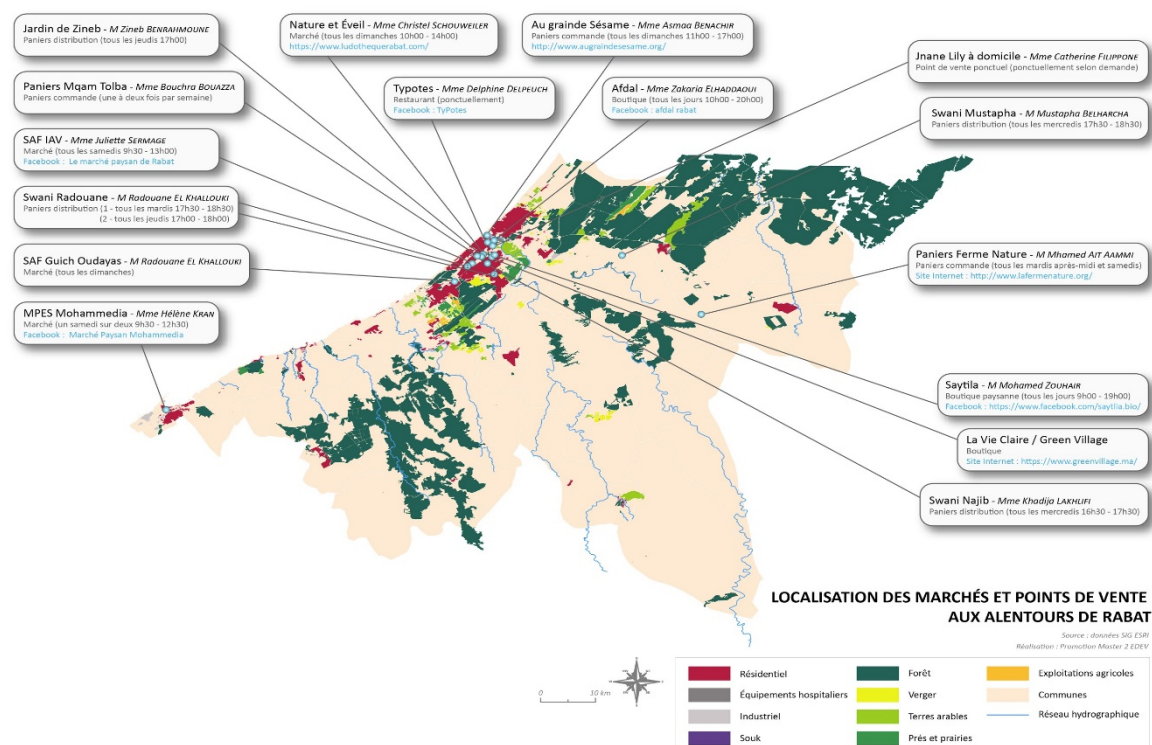 Jardin de Zineb - M Zineb BENRAHMOUNE
Paniers distribution (tous les jeudis 17h00)
Nature et Éveil - Mme Christel SCHOUWEILER
Marché (tous les dimanches 10h00 - 14h00)
https://www.ludothequerabat.com/
Au grainde Sésame - Mme Asmaa BENACHIR
Paniers commande (tous les dimanches 11h00 - 17h00)
http://www.augraindesesame.org/
Jnane Lily à domicile - Mme Catherine FILIPPONE
Point de vente ponctuel (ponctuellement selon demande)
Paniers Mqam Tolba - Mme Bouchra BOUAZZA
Paniers commande (une à deux fois par semaine)
Typotes - Mme Delphine DELPEUCH
Restaurant (ponctuellement)
Facebook : TyPotes
Afdal - Mme Zakaria ELHADDAOUI
Boutique (tous les jours 10h00 - 20h00)
Facebook : afdal rabat
Swani Mustapha - M Mustapha BELHARCHA
Paniers distribution (tous les mercredis 17h30 - 18h30)
SAF IAV - Mme Juliette SERMAGE
Marché (tous les samedis 9h30 - 13h00)
Facebook : Le marché paysan de Rabat
Swani Radouane - M Radouane EL KHALLOUKI
Paniers distribution (1 - tous les mardis 17h30 - 18h30)
(2 - tous les jeudis 17h00 - 18h00)
SAF Guich Oudayas - M Radouane EL KHALLOUKI
Marché (tous les dimanches)
Paniers Ferme Nature - M Mhamed AIT AAMMI
Paniers commande (tous les mardis après-midi et samedis)
Site Internet : http://www.lafermenature.org/
MPES Mohammedia - Mme Hélène KRAN
Marché (un samedi sur deux 9h30 - 12h30)
Facebook : Marché Paysan Mohammedia
Saytila - M Mohamed ZOUHAIR
Boutique paysanne (tous les jours 9h00 - 19h00)
Facebook : https://www.facebook.com/saytlia.bio/
La Vie Claire / Green Village
Boutique
Site Internet : https://www.greenvillage.ma/
Swani Najib - Mme Khadija LAKHLIFI
Paniers distribution (tous les mercredis 16h30 - 17h30)
LOCALISATION DES MARCHÉS ET POINTS DE VENTE
AUX ALENTOURS DE RABAT
Source : données SIG ESRI
Réalisation : Promotion Master 2 EDEV
0 10 km
Résidentiel
Équipements hospitaliers
Industriel
Souk
Forêt
Verger
Terres arables
Prés et prairies
Exploitations agricoles
Communes
Réseau hydrographique